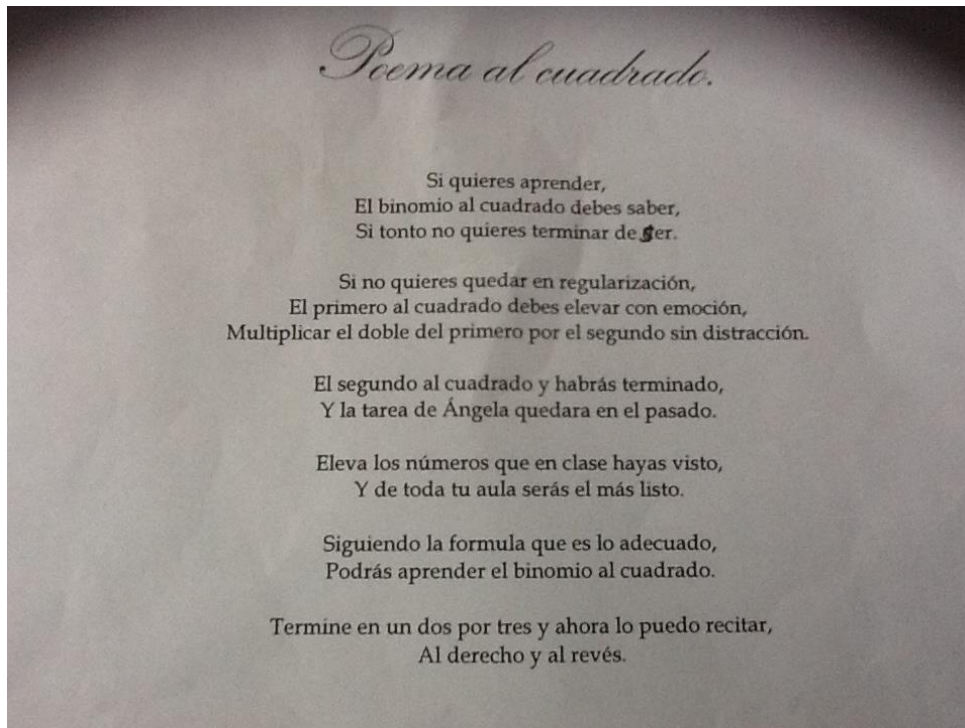 Poema al cuadrado.
Si quieres aprender,
El binomio al cuadrado debes saber,
Si tonto no quieres terminar de ser.
Si no quieres quedar en regularización,
El primero al cuadrado debes elevar con emoción,
Multiplicar el doble del primero por el segundo sin distracción.
El segundo al cuadrado y habrás terminado,
Y la tarea de Ángela quedara en el pasado.
Eleva los números que en clase hayas visto,
Y de toda tu aula serás el más listo.
Siguiendo la formula que es lo adecuado,
Podrás aprender el binomio al cuadrado.
Termine en un dos por tres y ahora lo puedo recitar,
Al derecho y al revés.